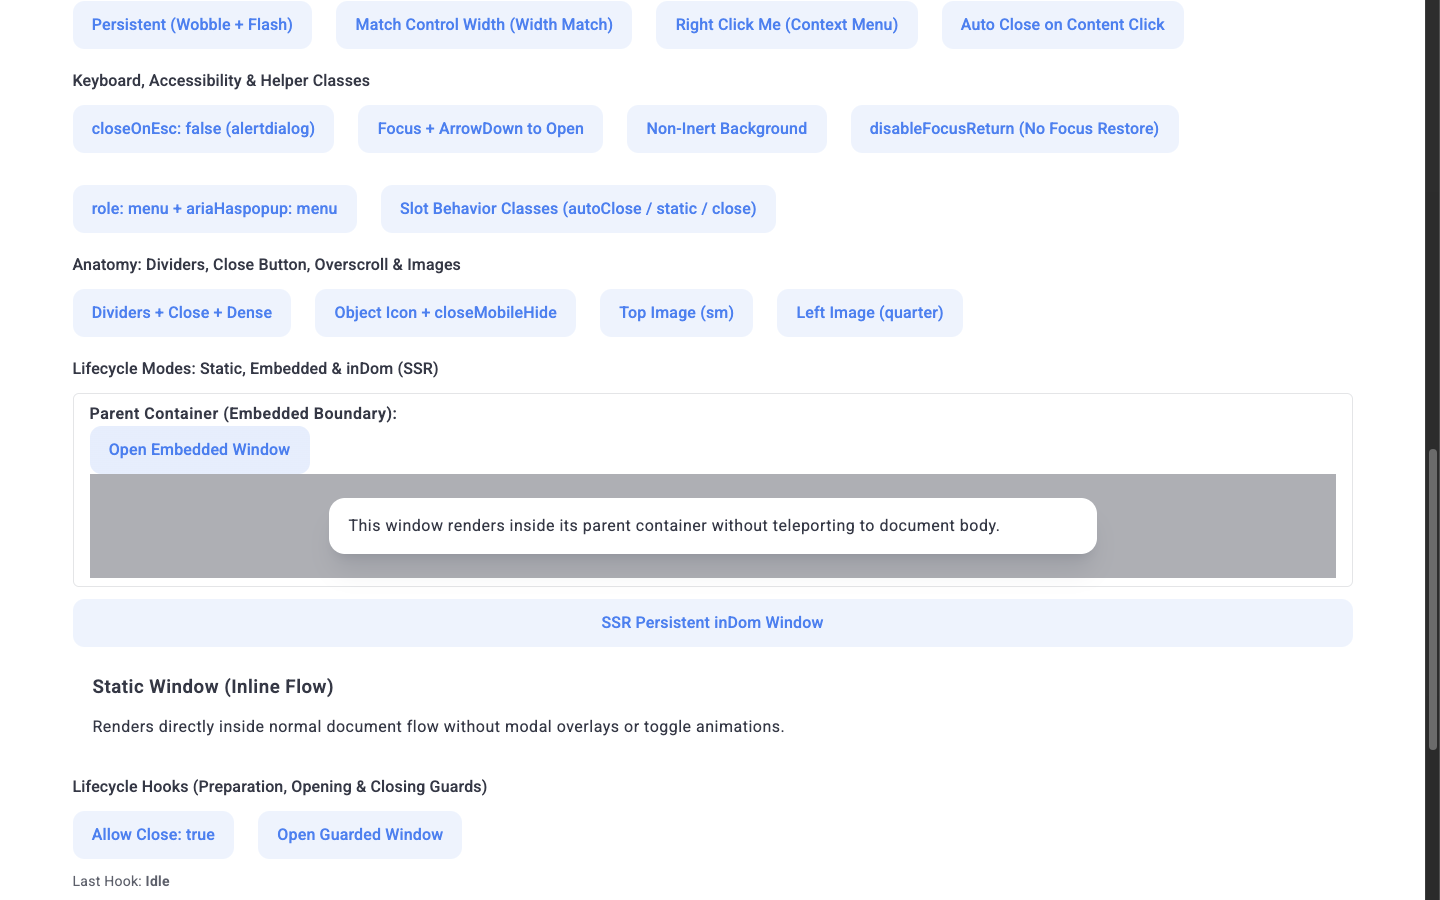 Persistent (Wobble + Flash)
Match Control Width (Width Match)
Right Click Me (Context Menu)
Auto Close on Content Click
Keyboard, Accessibility & Helper Classes
closeOnEsc: false (alertdialog)
Focus + ArrowDown to Open
Non-Inert Background
disableFocusReturn (No Focus Restore)
role: menu + ariaHaspopup: menu
Slot Behavior Classes (autoClose / static / close)
Anatomy: Dividers, Close Button, Overscroll & Images
Dividers + Close + Dense
Object Icon + closeMobileHide
Top Image (sm)
Left Image (quarter)
Lifecycle Modes: Static, Embedded & inDom (SSR)
Parent Container (Embedded Boundary):
Open Embedded Window
This window renders inside its parent container without teleporting to document body.
SSR Persistent inDom Window
Static Window (Inline Flow)
Renders directly inside normal document flow without modal overlays or toggle animations.
Lifecycle Hooks (Preparation, Opening & Closing Guards)
Allow Close: true
Open Guarded Window
Last Hook: Idle